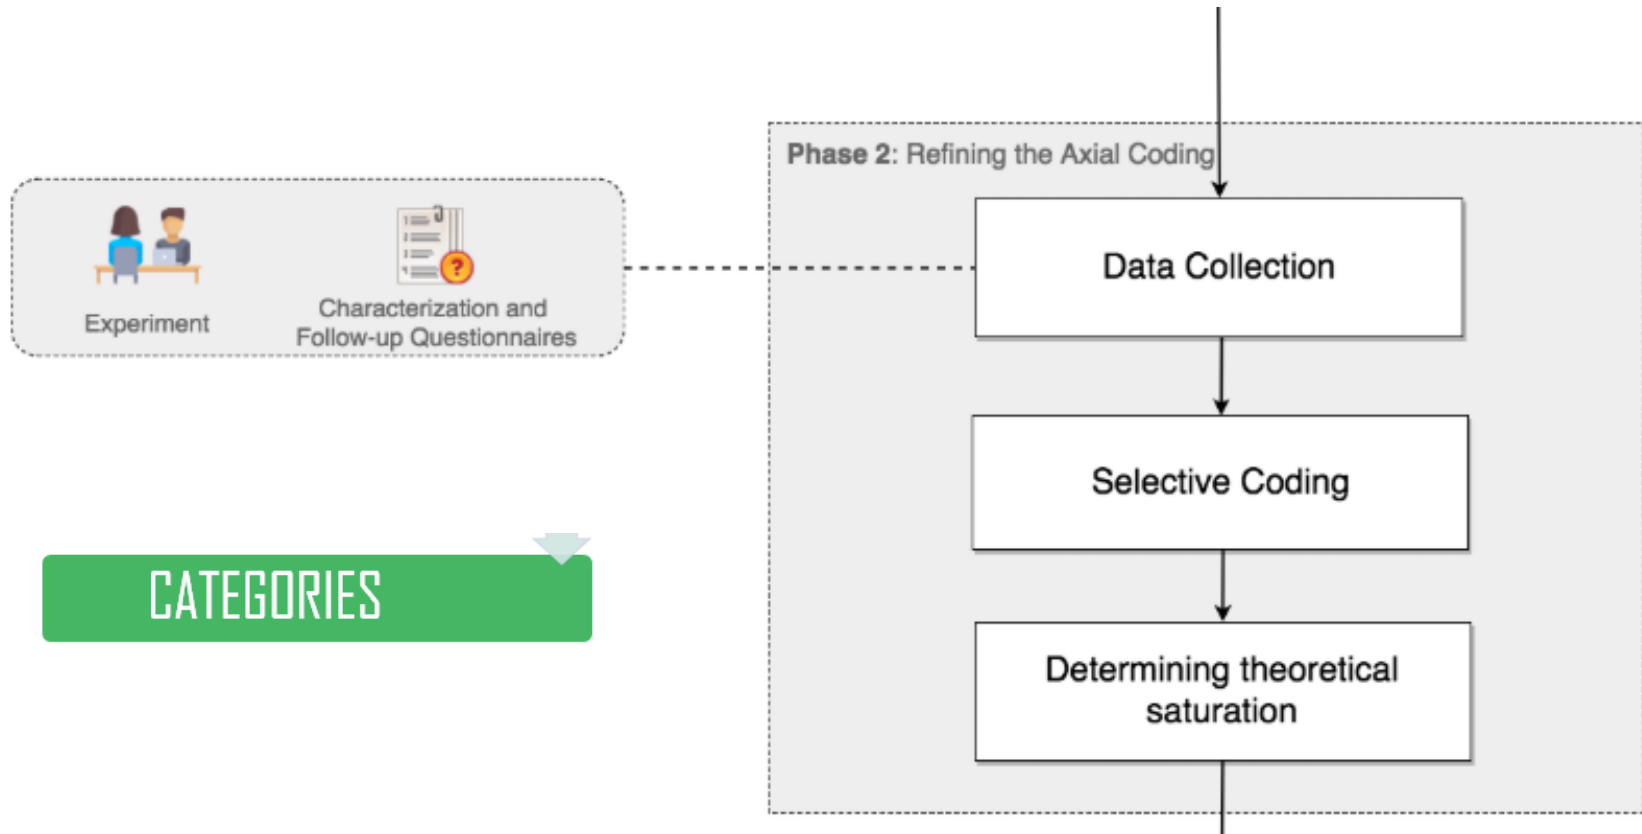 Phase 2: Refining the Axial Coding
Data Collection
Experiment
Characterization and
Follow-up Questionnaires
Selective Coding
CATEGORIES
Determining theoretical
saturation